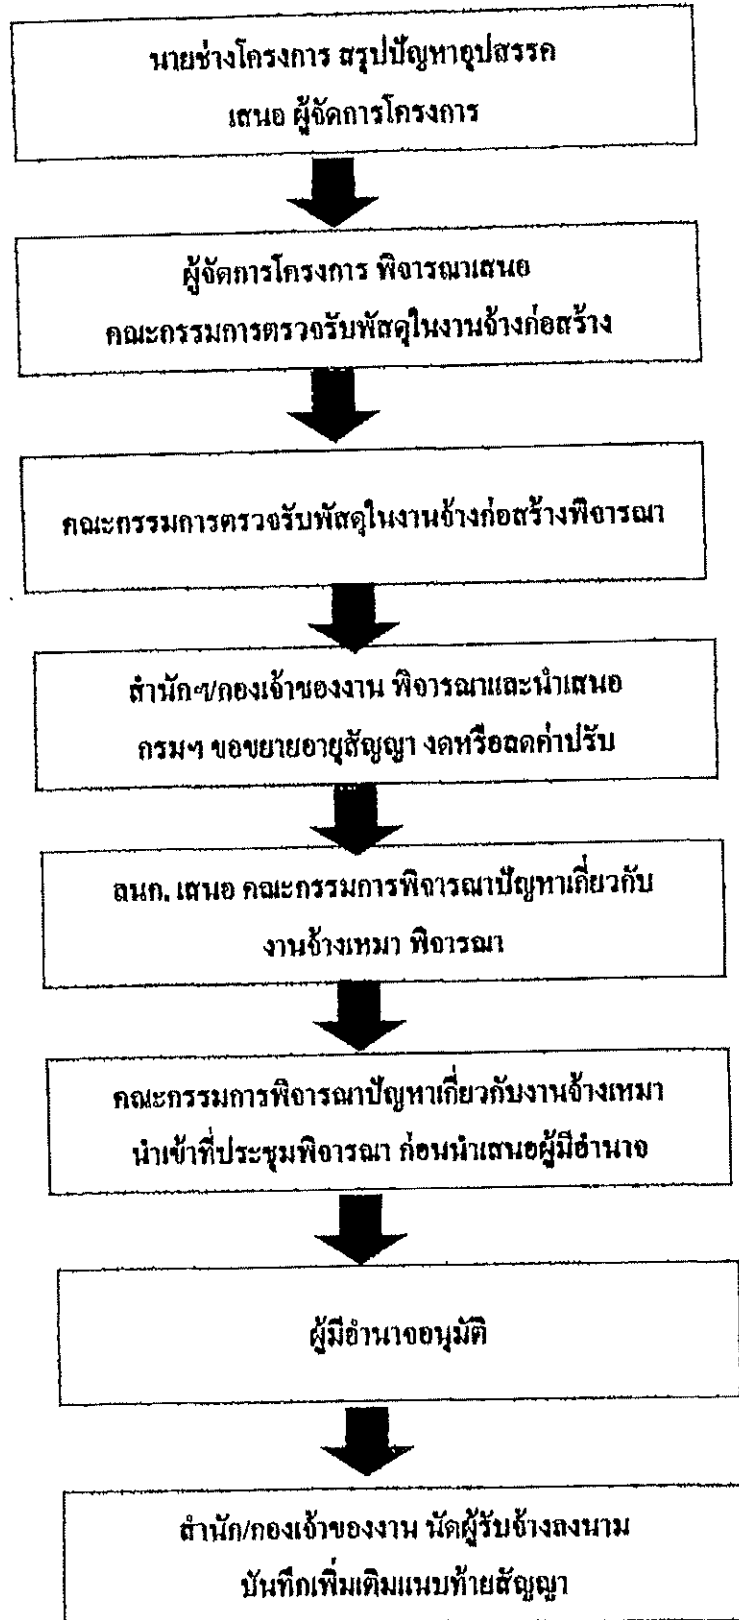 นายช่างโครงการ สรุปปัญหาอุปสรรค
เสนอ ผู้จัดการโครงการ
ผู้จัดการโครงการ พิจารณาเสนอ
คณะกรรมการตรวจรับพัสดุในงานจ้างก่อสร้าง
คณะกรรมการตรวจรับพัสดุในงานจ้างก่อสร้างพิจารณา
สำนักฯ/กองเจ้าของงาน พิจารณาและนำเสนอ
กรมฯ ขอขยายอายุสัญญา งดหรือลดค่าปรับ
ลนก. เสนอ คณะกรรมการพิจารณาปัญหาเกี่ยวกับ
งานจ้างเหมา พิจารณา
คณะกรรมการพิจารณาปัญหาเกี่ยวกับงานจ้างเหมา
นำเข้าที่ประชุมพิจารณา ก่อนนำเสนอผู้มีอำนาจ
ผู้มีอำนาจอนุมัติ
สำนัก/กองเจ้าของงาน นัดผู้รับจ้างลงนาม
บันทึกเพิ่มเติมแนบท้ายสัญญา